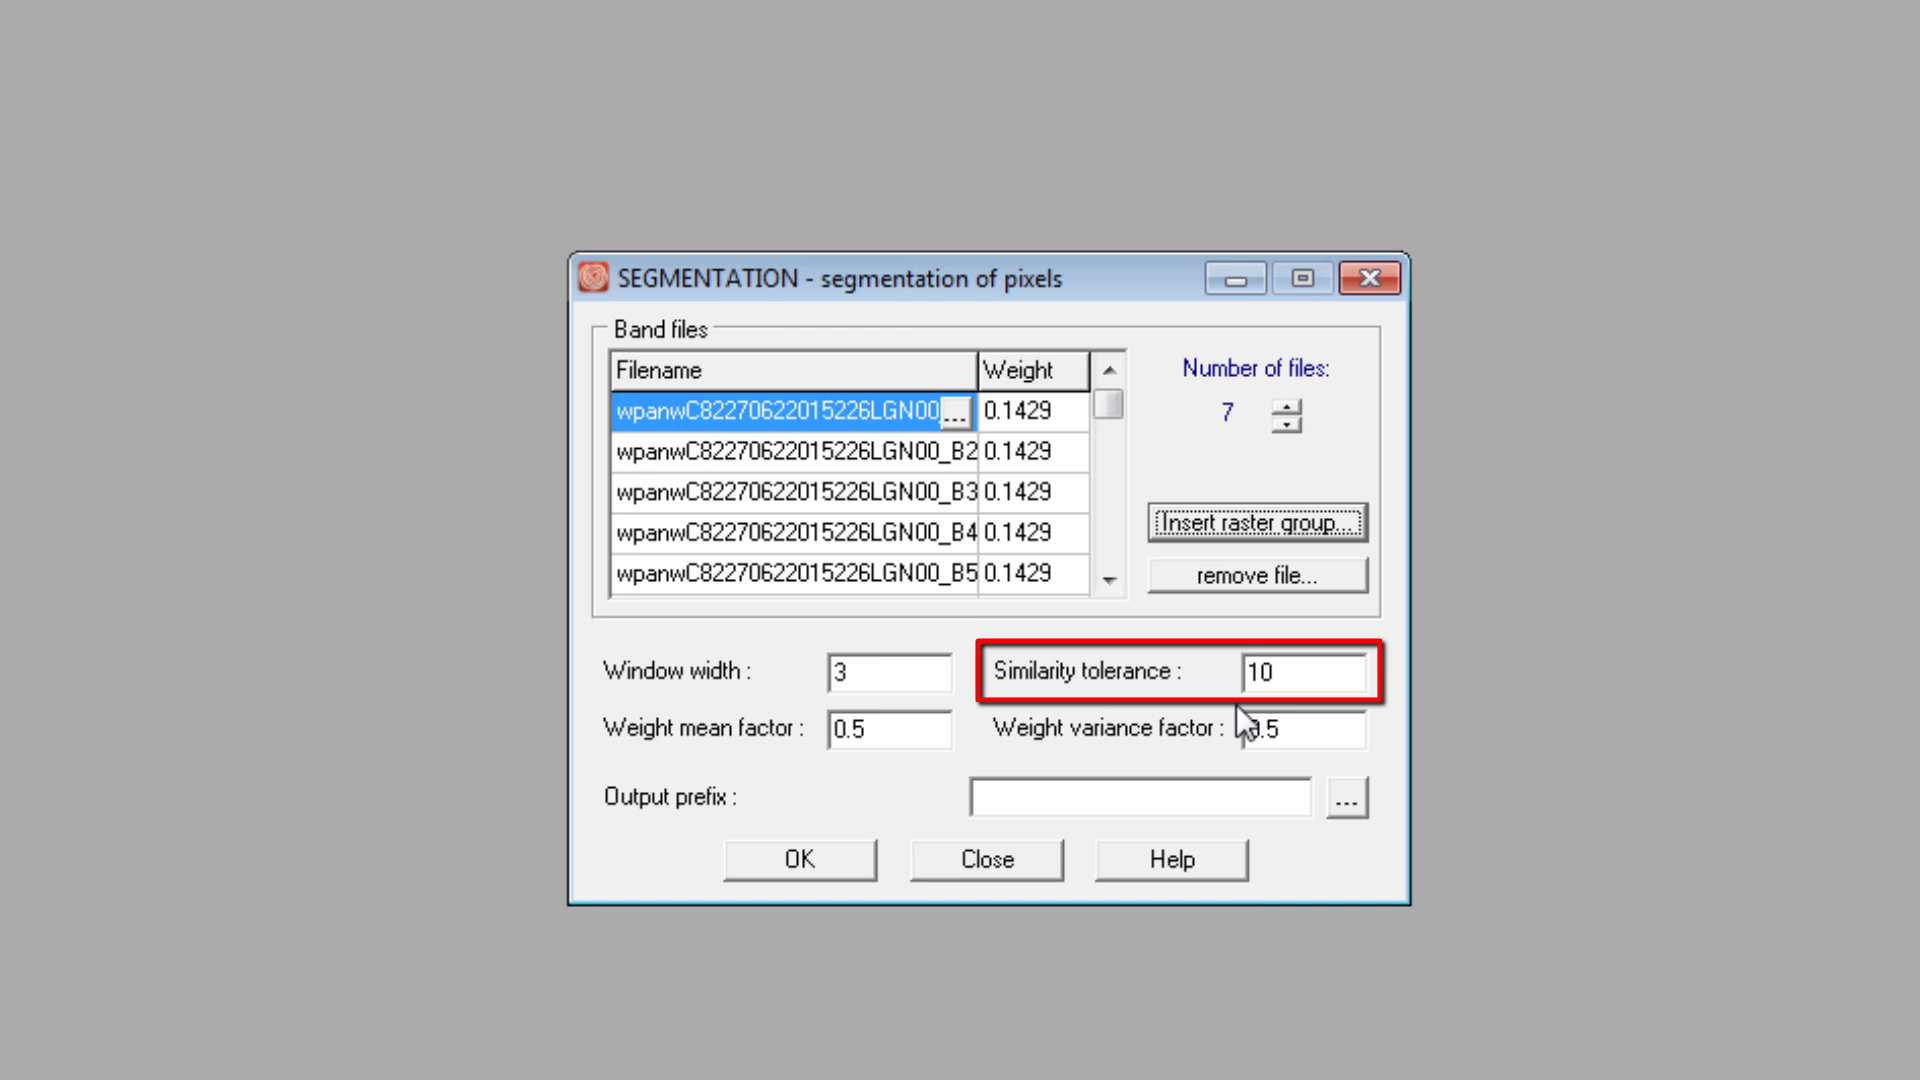 SEGMENTATION - segmentation of pixels
Band files
Filename Weight
wpanwC82270622015226LGN00 ... 0.1429
wpanwC82270622015226LGN00_B2 0.1429
wpanwC82270622015226LGN00_B3 0.1429
wpanwC82270622015226LGN00_B4 0.1429
wpanwC82270622015226LGN00_B5 0.1429
Number of files:
7
Insert raster group...
remove file...
Window width : 3 Similarity tolerance : 10
Weight mean factor : 0.5 Weight variance factor : 0.5
Output prefix : ...
OK Close Help